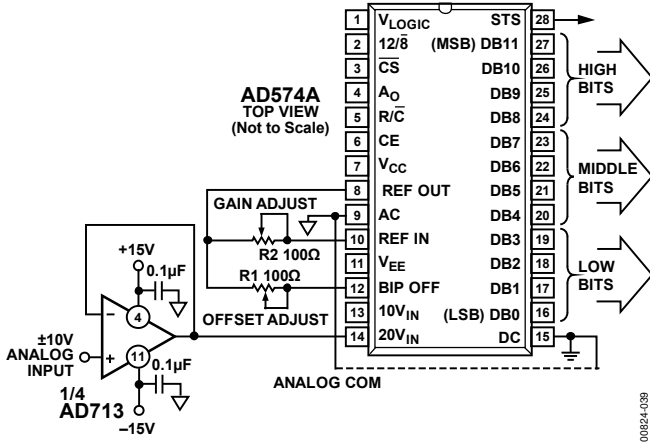 AD574A
TOP VIEW
(Not to Scale)
1 VLOGIC
2 12/8̅
3 C̅S̅
4 AO
5 R/C̅
6 CE
7 VCC
8 REF OUT
9 AC
10 REF IN
11 VEE
12 BIP OFF
13 10VIN
14 20VIN
STS 28
(MSB) DB11 27
DB10 26
DB9 25
DB8 24
DB7 23
DB6 22
DB5 21
DB4 20
DB3 19
DB2 18
DB1 17
(LSB) DB0 16
DC 15
HIGH
BITS
MIDDLE
BITS
LOW
BITS
GAIN ADJUST
R2 100Ω
R1 100Ω
OFFSET ADJUST
+15V
0.1µF
4
±10V
ANALOG
INPUT
11
0.1µF
1/4
AD713
–15V
ANALOG COM
00824-039